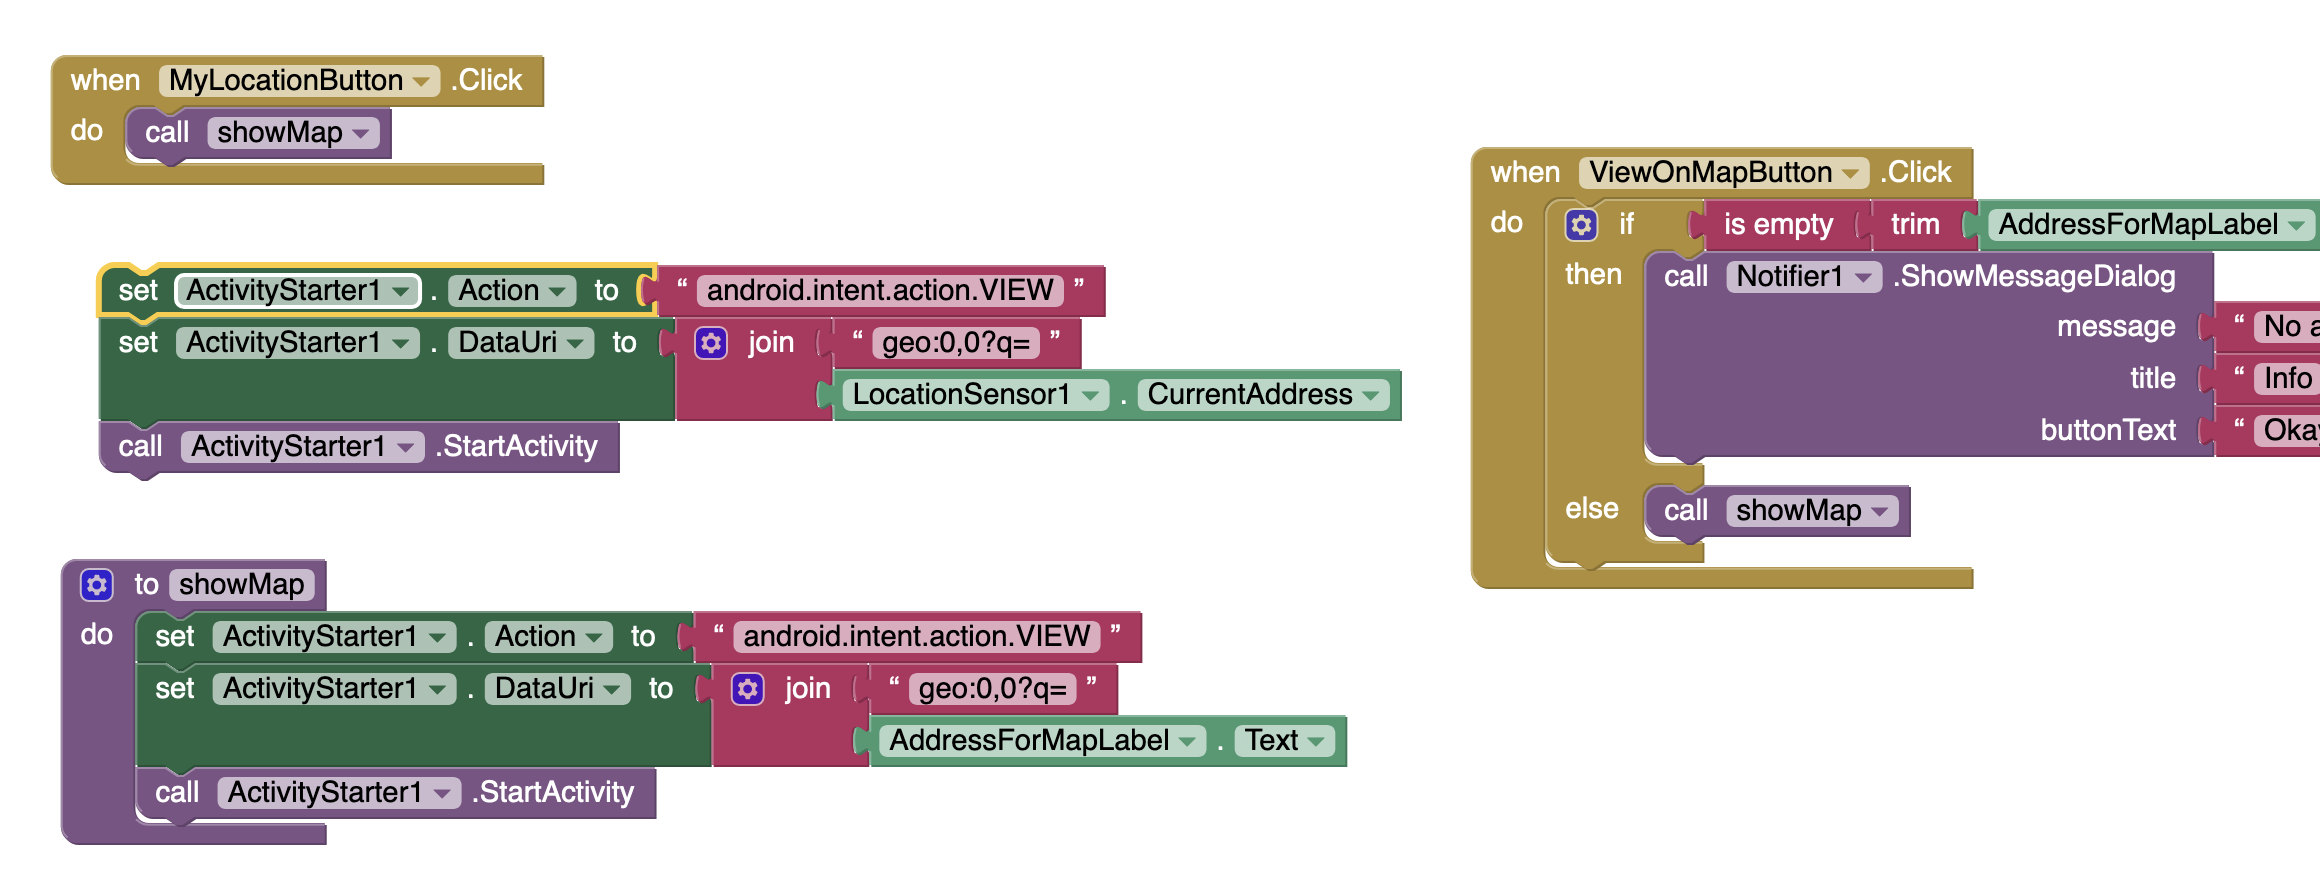 when MyLocationButton .Click
do call showMap
set ActivityStarter1 . Action to “ android.intent.action.VIEW ”
set ActivityStarter1 . DataUri to join “ geo:0,0?q= ”
LocationSensor1 . CurrentAddress
call ActivityStarter1 .StartActivity
to showMap
do set ActivityStarter1 . Action to “ android.intent.action.VIEW ”
set ActivityStarter1 . DataUri to join “ geo:0,0?q= ”
AddressForMapLabel . Text
call ActivityStarter1 .StartActivity
when ViewOnMapButton .Click
do if is empty trim AddressForMapLabel
then call Notifier1 .ShowMessageDialog
message “ No
title “ Info
buttonText “ Okay
else call showMap